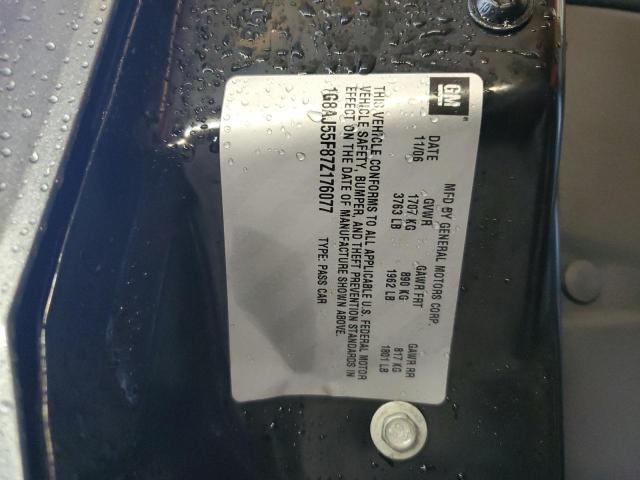 GM
MFD BY GENERAL MOTORS CORP.
DATE GVWR GAWR FRT GAWR RR
11/06 1707 KG 890 KG 817 KG
3763 LB 1962 LB 1801 LB
THIS VEHICLE CONFORMS TO ALL APPLICABLE U.S. FEDERAL MOTOR
VEHICLE SAFETY, BUMPER, AND THEFT PREVENTION STANDARDS IN
EFFECT ON THE DATE OF MANUFACTURE SHOWN ABOVE.
1G8AJ55F87Z176077 TYPE: PASS CAR